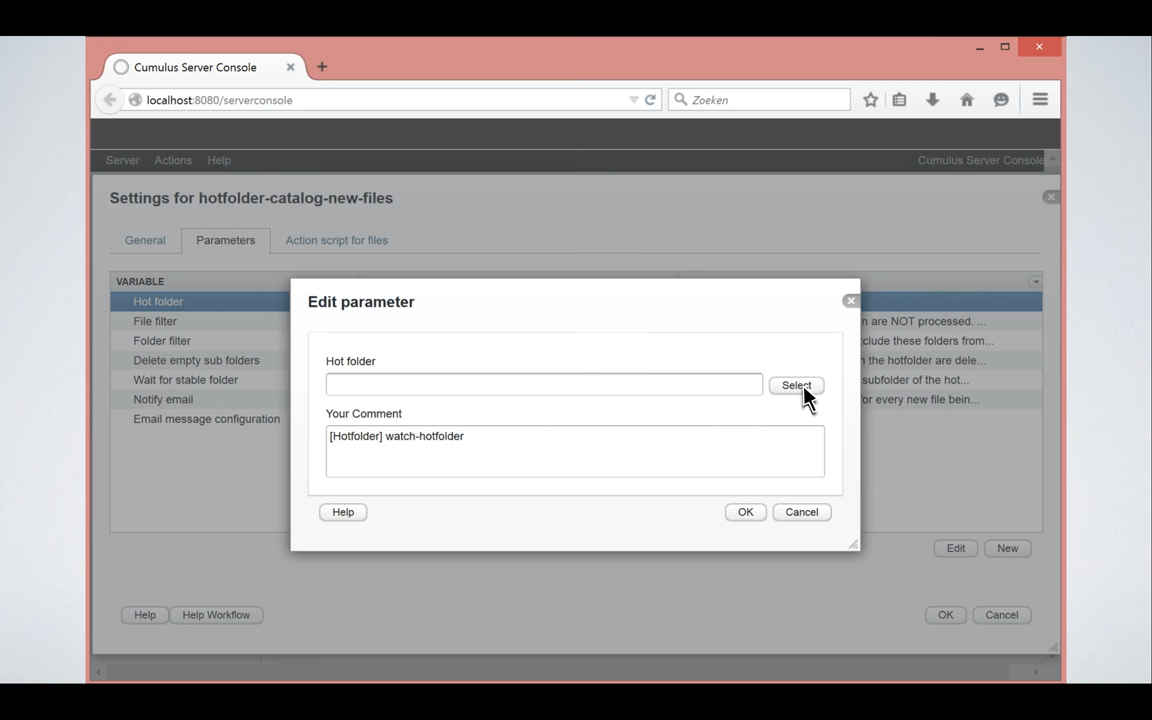 Cumulus Server Console
localhost:8080/serverconsole
Zoeken
Server Actions Help Cumulus Server Console
Settings for hotfolder-catalog-new-files
General Parameters Action script for files
VARIABLE
Hot folder
File filter
are NOT processed. ...
Folder filter
these folders from...
Delete empty sub folders
the hotfolder are dele...
Wait for stable folder
subfolder of the hot...
Notify email
every new file bein...
Email message configuration
Edit parameter
Hot folder
Select
Your Comment
[Hotfolder] watch-hotfolder
Help OK Cancel
Edit New
Help Help Workflow OK Cancel